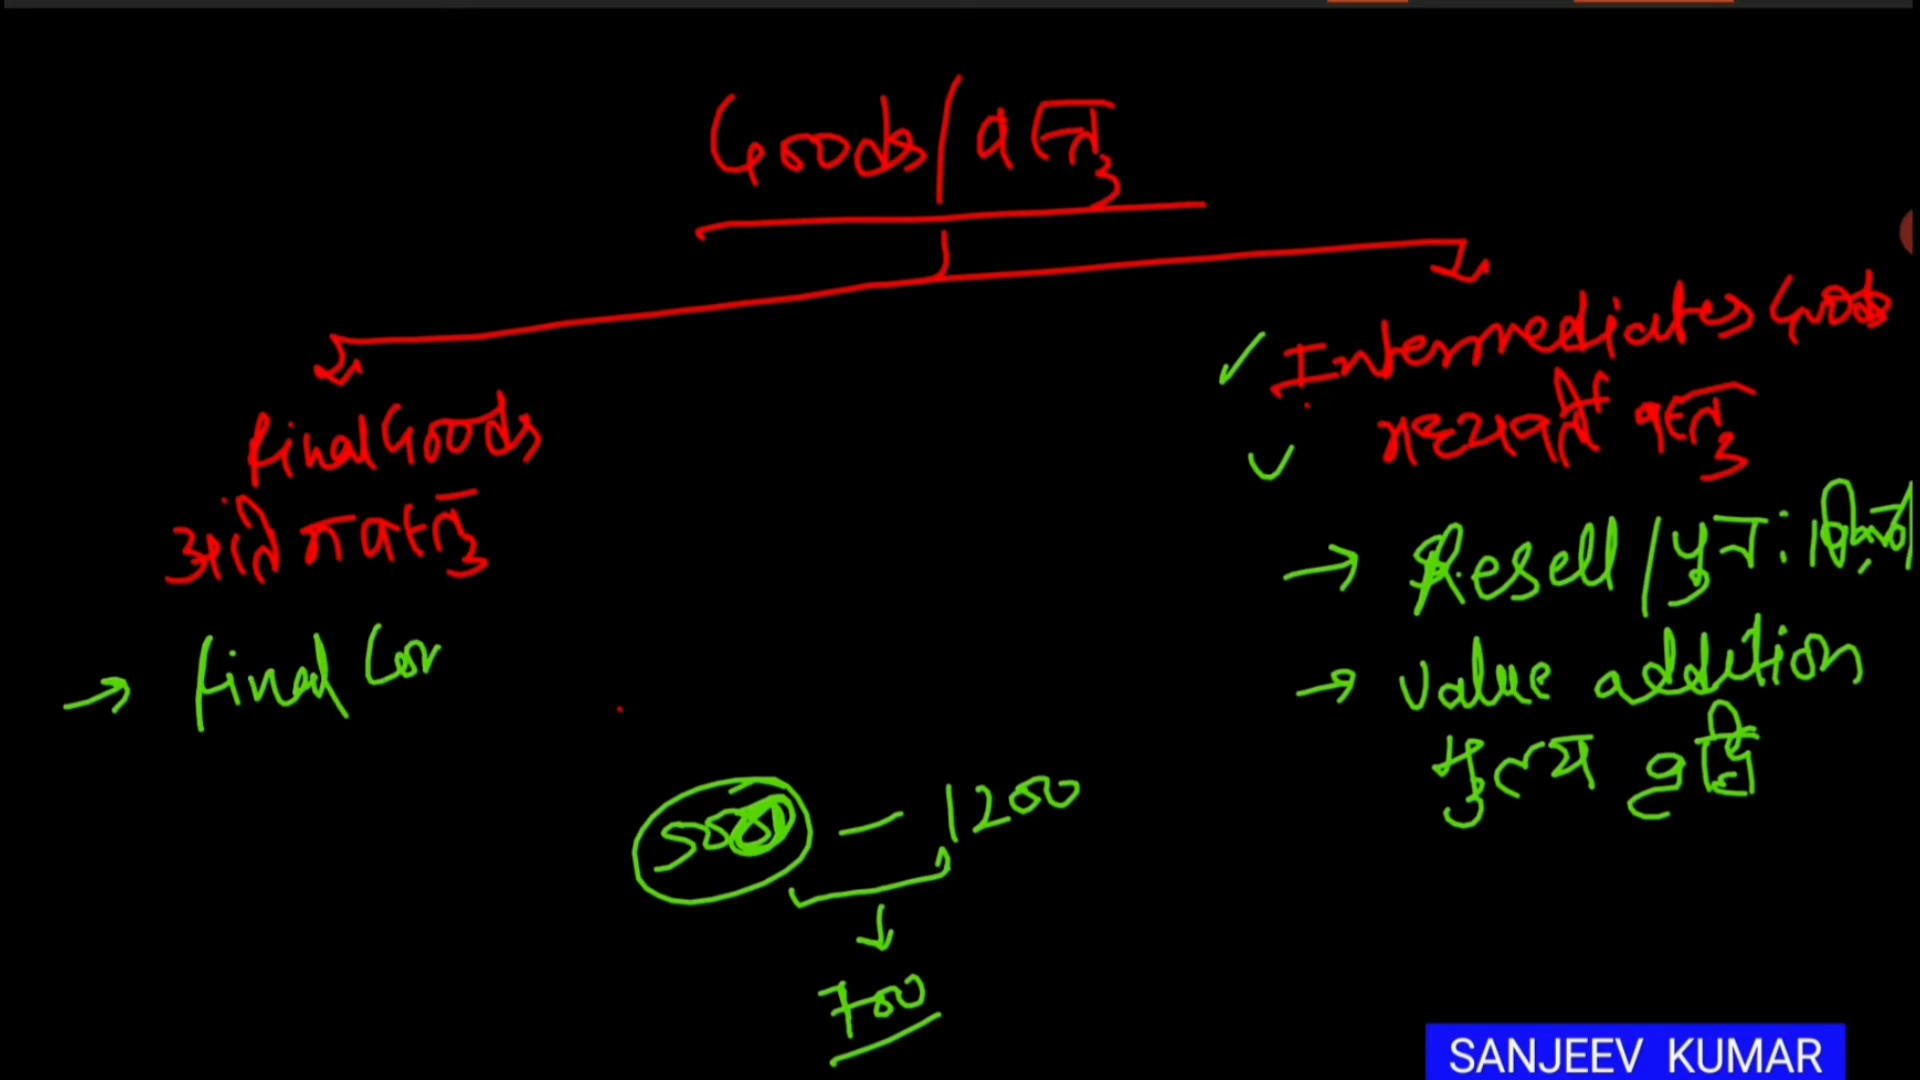 Goods/वस्तु
Final Goods
अंतिम वस्तु
→ Final Con
✓ Intermediates Goods
✓ मध्यवर्ती वस्तु
→ Resell/पुन:
→ value addition
मुल्य वृद्धि
— 1200
700
SANJEEV KUMAR